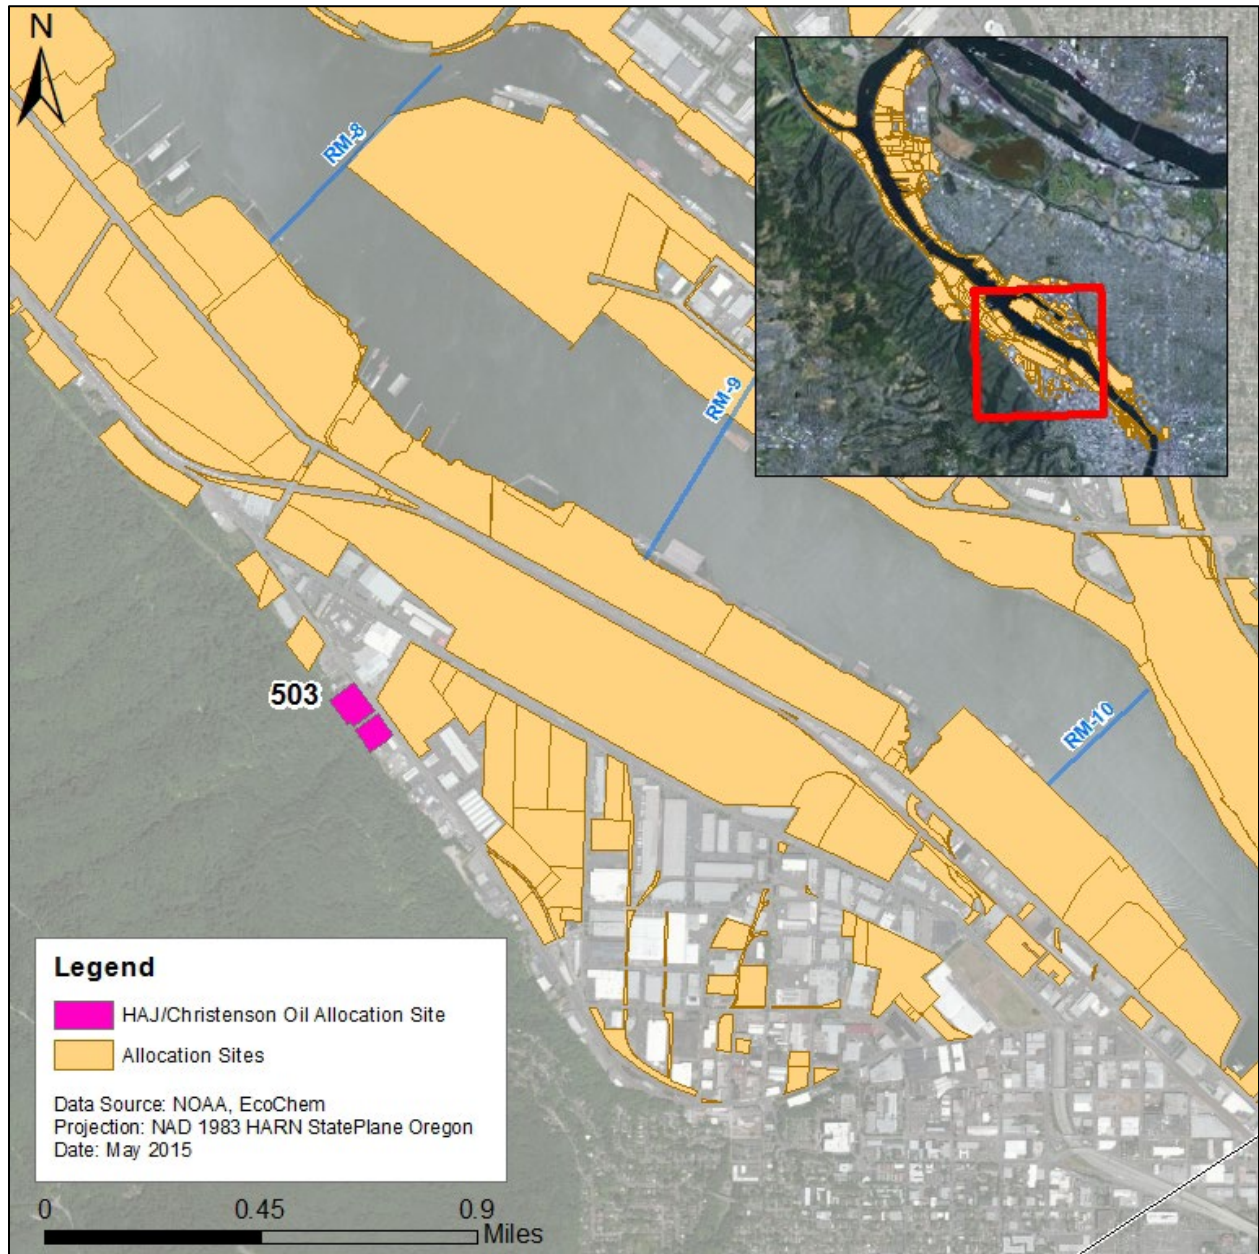 N
RM-8
RM-9
503
RM-10
Legend
HAJ/Christenson Oil Allocation Site
Allocation Sites
Data Source: NOAA, EcoChem
Projection: NAD 1983 HARN StatePlane Oregon
Date: May 2015
0 0.45 0.9
Miles